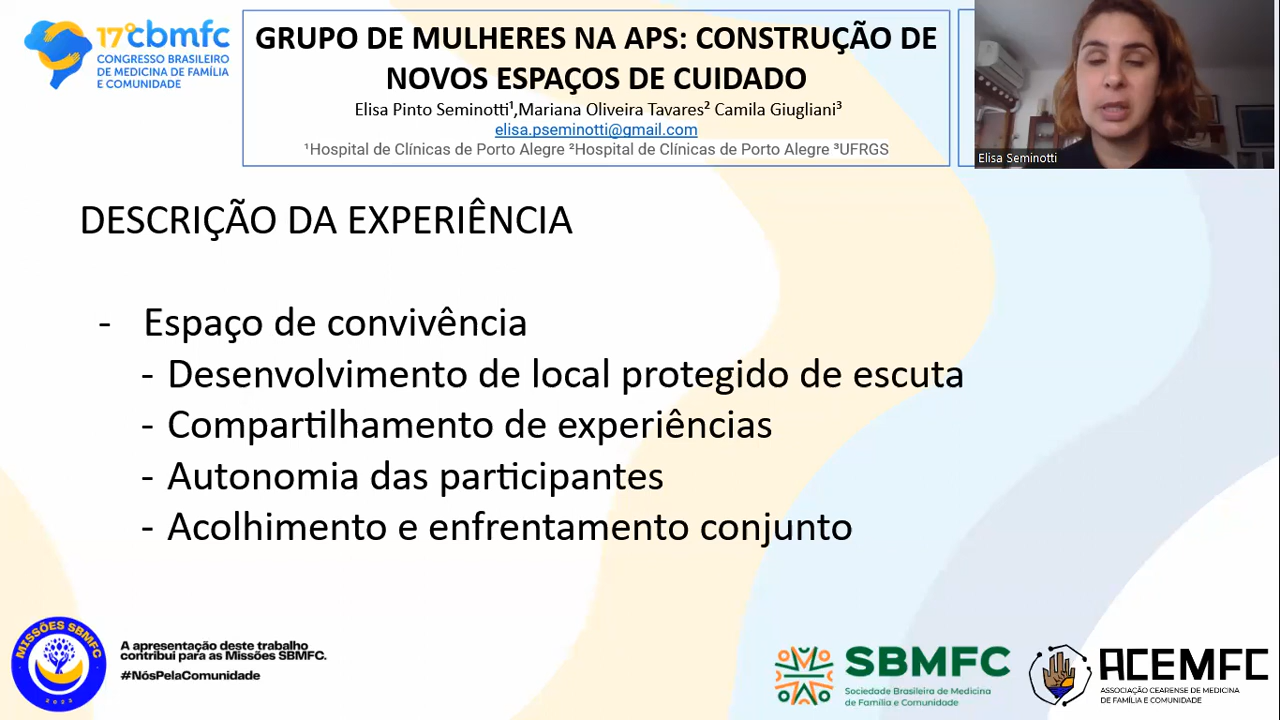 17º cbmfc
CONGRESSO BRASILEIRO
DE MEDICINA DE FAMÍLIA
E COMUNIDADE
GRUPO DE MULHERES NA APS: CONSTRUÇÃO DE
NOVOS ESPAÇOS DE CUIDADO
Elisa Pinto Seminotti¹,Mariana Oliveira Tavares² Camila Giugliani³
elisa.pseminotti@gmail.com
¹Hospital de Clínicas de Porto Alegre ²Hospital de Clínicas de Porto Alegre ³UFRGS
Elisa Seminotti
DESCRIÇÃO DA EXPERIÊNCIA
- Espaço de convivência
- Desenvolvimento de local protegido de escuta
- Compartilhamento de experiências
- Autonomia das participantes
- Acolhimento e enfrentamento conjunto
MISSÕES SBMFC
2023
A apresentação deste trabalho
contribui para as Missões SBMFC.
#NósPelaComunidade
SBMFC
Sociedade Brasileira de Medicina
de Família e Comunidade
ACEMFC
ASSOCIAÇÃO CEARENSE DE MEDICINA
DE FAMÍLIA E COMUNIDADE